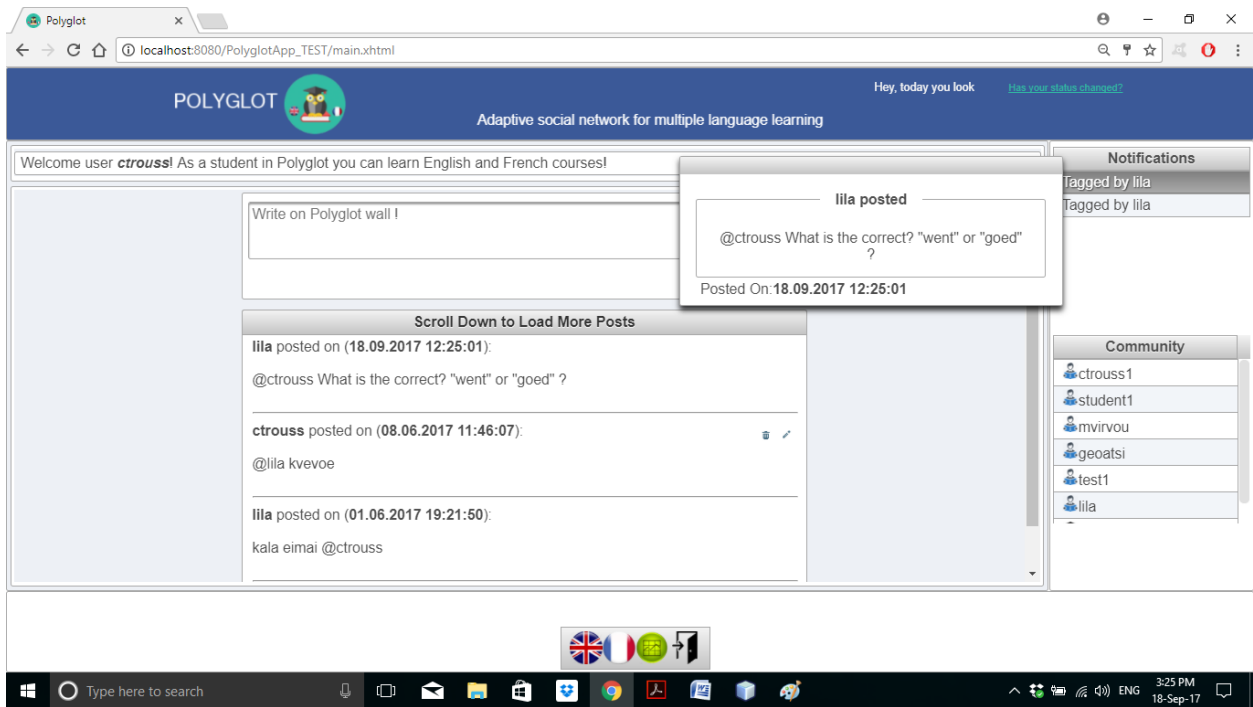 Polyglot
localhost:8080/PolyglotApp_TEST/main.xhtml
POLYGLOT
Hey, today you look
Has your status changed?
Adaptive social network for multiple language learning
Welcome user ctrouss! As a student in Polyglot you can learn English and French courses!
Write on Polyglot wall !
lila posted
@ctrouss What is the correct? "went" or "goed"
?
Posted On:18.09.2017 12:25:01
Notifications
Tagged by lila
Tagged by lila
Scroll Down to Load More Posts
lila posted on (18.09.2017 12:25:01):
@ctrouss What is the correct? "went" or "goed" ?
ctrouss posted on (08.06.2017 11:46:07):
@lila kvevoe
lila posted on (01.06.2017 19:21:50):
kala eimai @ctrouss
Community
ctrouss1
student1
mvirvou
geoatsi
test1
lila
Type here to search
ENG
3:25 PM
18-Sep-17